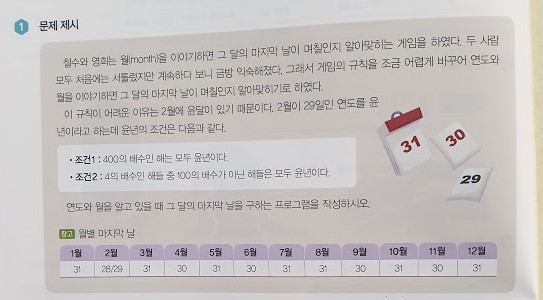 1 문제 제시
철수와 영희는 월(month)을 이야기하면 그 달의 마지막 날이 며칠인지 알아맞히는 게임을 하였다. 두 사람
모두 처음에는 서툴렀지만 계속하다 보니 금방 익숙해졌다. 그래서 게임의 규칙을 조금 어렵게 바꾸어 연도와
월을 이야기하면 그 달의 마지막 날이 며칠인지 알아맞히기로 하였다.
이 규칙이 어려운 이유는 2월에 윤달이 있기 때문이다. 2월이 29일인 연도를 윤
년이라고 하는데 윤년의 조건은 다음과 같다.
• 조건1 : 400의 배수인 해는 모두 윤년이다.
• 조건2 : 4의 배수인 해들 중 100의 배수가 아닌 해들은 모두 윤년이다.
31 30 29
연도와 월을 알고 있을 때 그 달의 마지막 날을 구하는 프로그램을 작성하시오.
참고 월별 마지막 날
1월 2월 3월 4월 5월 6월 7월 8월 9월 10월 11월 12월
31 28/29 31 30 31 30 31 31 30 31 30 31